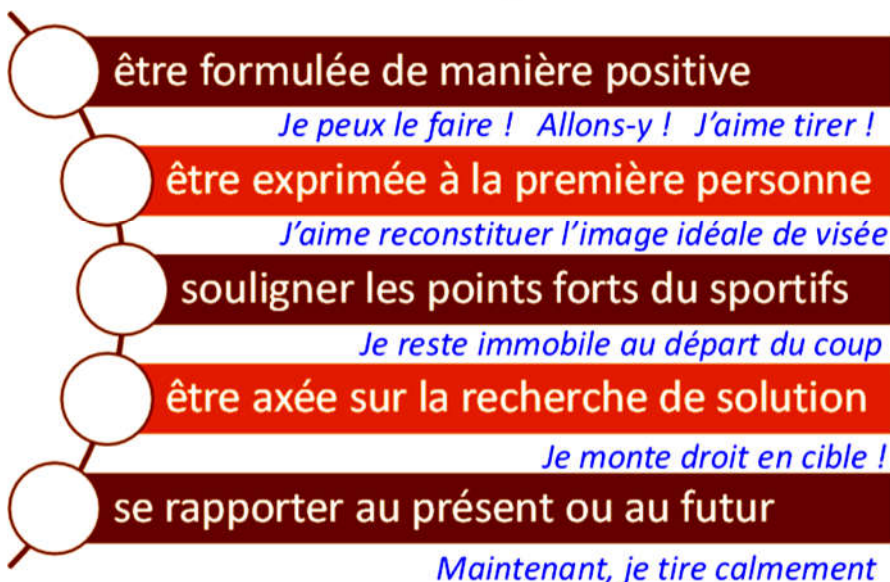 être formulée de manière positive
Je peux le faire ! Allons-y ! J'aime tirer !
être exprimée à la première personne
J'aime reconstituer l'image idéale de visée
souligner les points forts du sportifs
Je reste immobile au départ du coup
être axée sur la recherche de solution
Je monte droit en cible !
se rapporter au présent ou au futur
Maintenant, je tire calmement